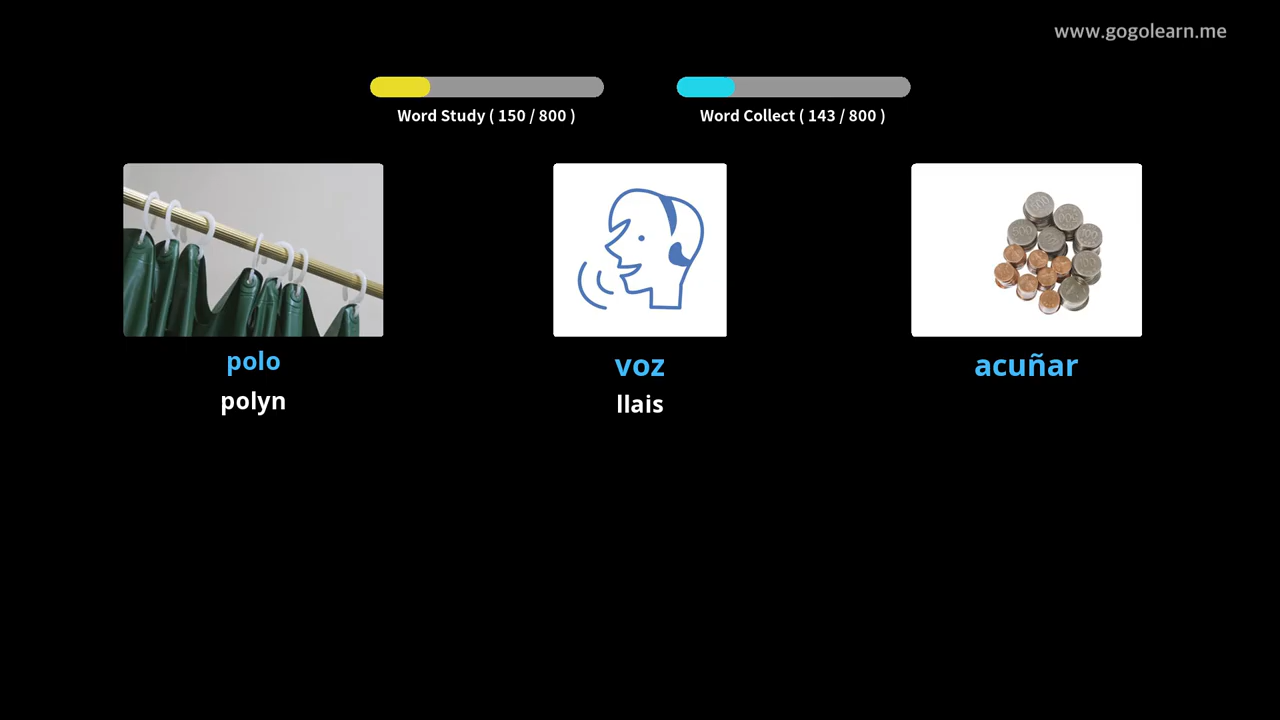 www.gogolearn.me
Word Study ( 150 / 800 )
Word Collect ( 143 / 800 )
polo
polyn
voz
llais
acuñar